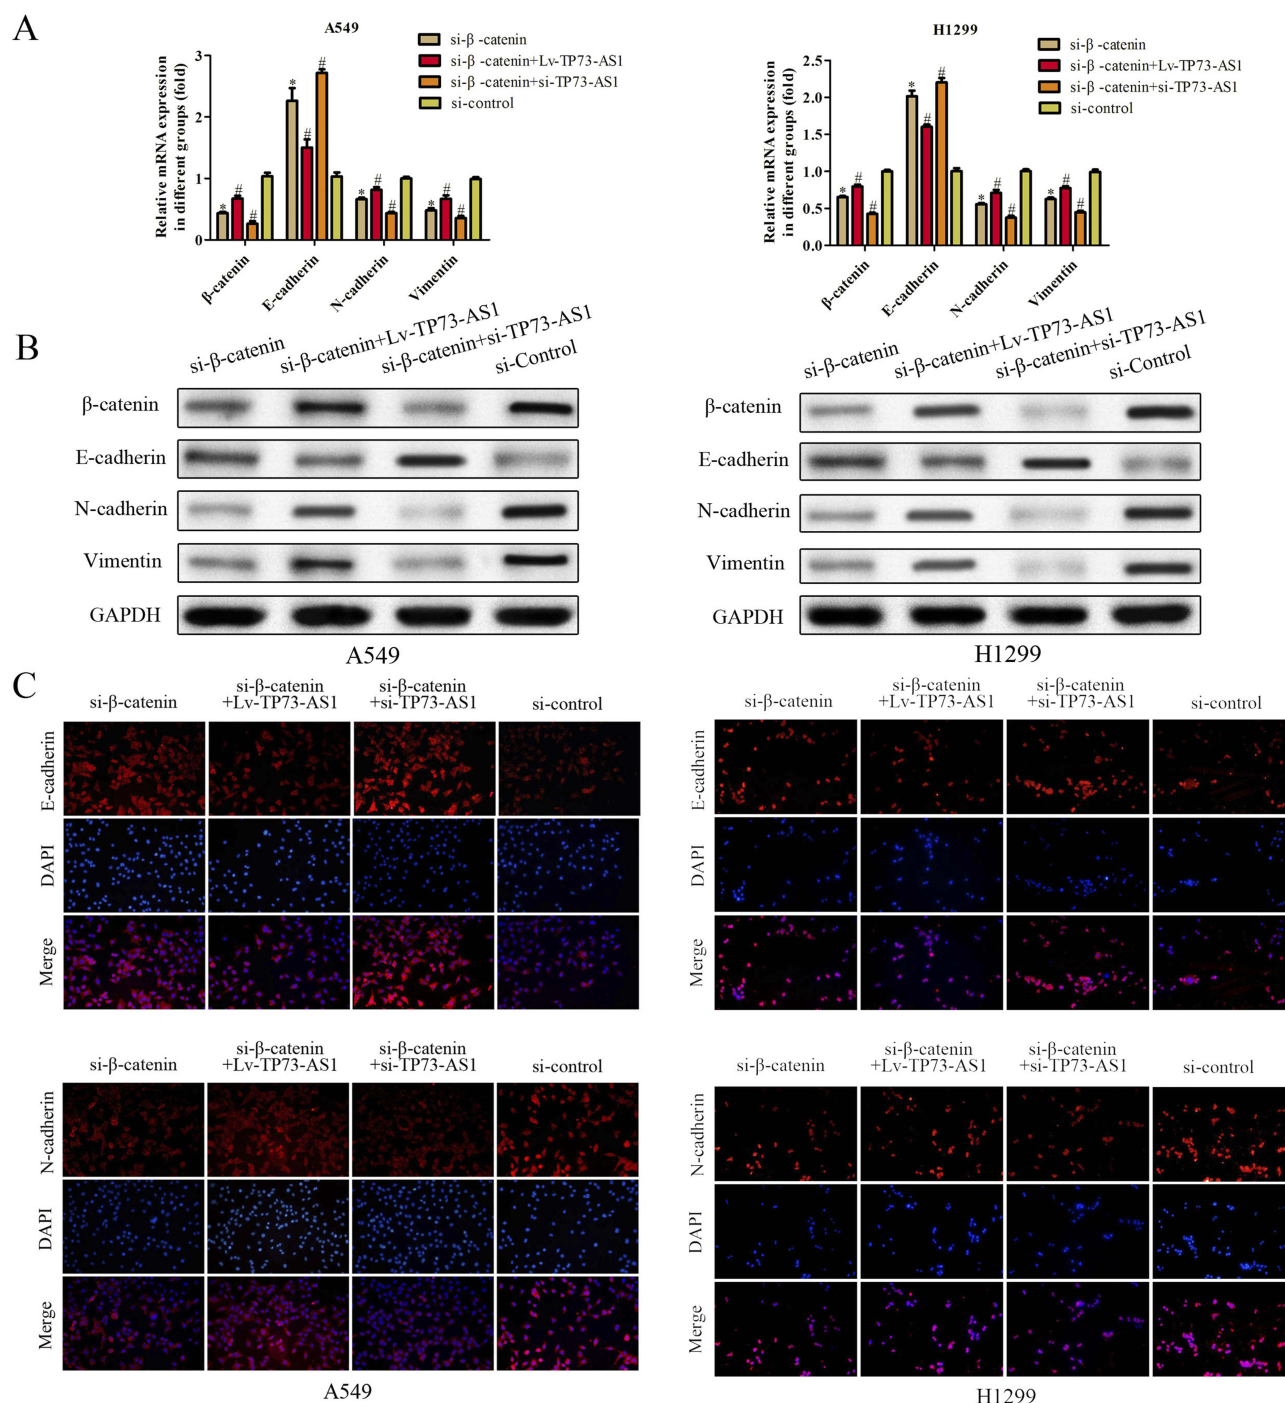 A
A549
si-β -catenin
si-β -catenin+Lv-TP73-AS1
si-β -catenin+si-TP73-AS1
si-control
Relative mRNA expression
in different groups (fold)
3
2
1
0
* # #
* # #
* # #
* # #
β-catenin
E-cadherin
N-cadherin
Vimentin
H1299
si-β -catenin
si-β -catenin+Lv-TP73-AS1
si-β -catenin+si-TP73-AS1
si-control
Relative mRNA expression
in different groups (fold)
2.5
2.0
1.5
1.0
0.5
0.0
* # #
* # #
* # #
* # #
β-catenin
E-cadherin
N-cadherin
Vimentin
B
si-β-catenin
si-β-catenin+Lv-TP73-AS1
si-β-catenin+si-TP73-AS1
si-Control
β-catenin
E-cadherin
N-cadherin
Vimentin
GAPDH
A549
si-β-catenin
si-β-catenin+Lv-TP73-AS1
si-β-catenin+si-TP73-AS1
si-Control
β-catenin
E-cadherin
N-cadherin
Vimentin
GAPDH
H1299
C
si-β-catenin
si-β-catenin
+Lv-TP73-AS1
si-β-catenin
+si-TP73-AS1
si-control
E-cadherin
DAPI
Merge
si-β-catenin
si-β-catenin
+Lv-TP73-AS1
si-β-catenin
+si-TP73-AS1
si-control
E-cadherin
DAPI
Merge
si-β-catenin
si-β-catenin
+Lv-TP73-AS1
si-β-catenin
+si-TP73-AS1
si-control
N-cadherin
DAPI
Merge
A549
si-β-catenin
si-β-catenin
+Lv-TP73-AS1
si-β-catenin
+si-TP73-AS1
si-control
N-cadherin
DAPI
Merge
H1299